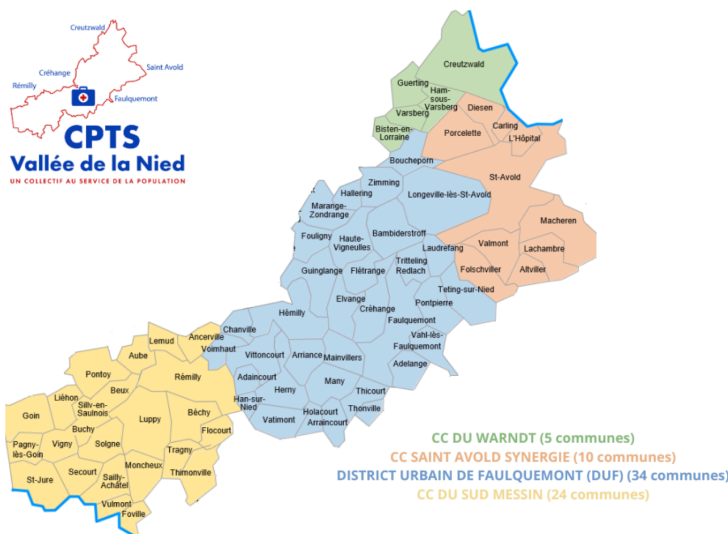 Creutzwald
Saint Avold
Créhange
Rémilly
Faulquemont
CPTS
Vallée de la Nied
UN COLLECTIF AU SERVICE DE LA POPULATION
Creutzwald
Guerting
Ham-
sous-
Varsberg
Varsberg
Bisten-en-
Lorraine
Diesen
Carling
Porcelette
L'Hôpital
Boucheporn
St-Avold
Zimming
Hallering
Longeville-lès-St-Avold
Marange-
Zondrange
Macheren
Bambiderstroff
Fouligny
Haute-
Vigneulles
Laudrefang
Valmont
Lachambre
Tritteling
Redlach
Guinglange
Flétrange
Folschviller
Altviller
Teting-sur-Nied
Elvange
Créhange
Pontpierre
Hémilly
Faulquemont
Chanville
Ancerville
Lemud
Vahl-lès-
Faulquemont
Voimhaut
Aube
Vittoncourt
Arriance
Mainvillers
Adelange
Pontoy
Rémilly
Adaincourt
Many
Beux
Herny
Thicourt
Liéhon
Han-sur-
Nied
Silly-en-
Saulnois
Holacourt
Thonville
Goin
Luppy
Béchy
Vatimont
Arraincourt
Buchy
Flocourt
Pagny-
lès-Goin
Vigny
Solgne
Tragny
Moncheux
Thimonville
St-Jure
Secourt
Sailly-
Achâtel
Vulmont
Foville
CC DU WARNDT (5 communes)
CC SAINT AVOLD SYNERGIE (10 communes)
DISTRICT URBAIN DE FAULQUEMONT (DUF) (34 communes)
CC DU SUD MESSIN (24 communes)